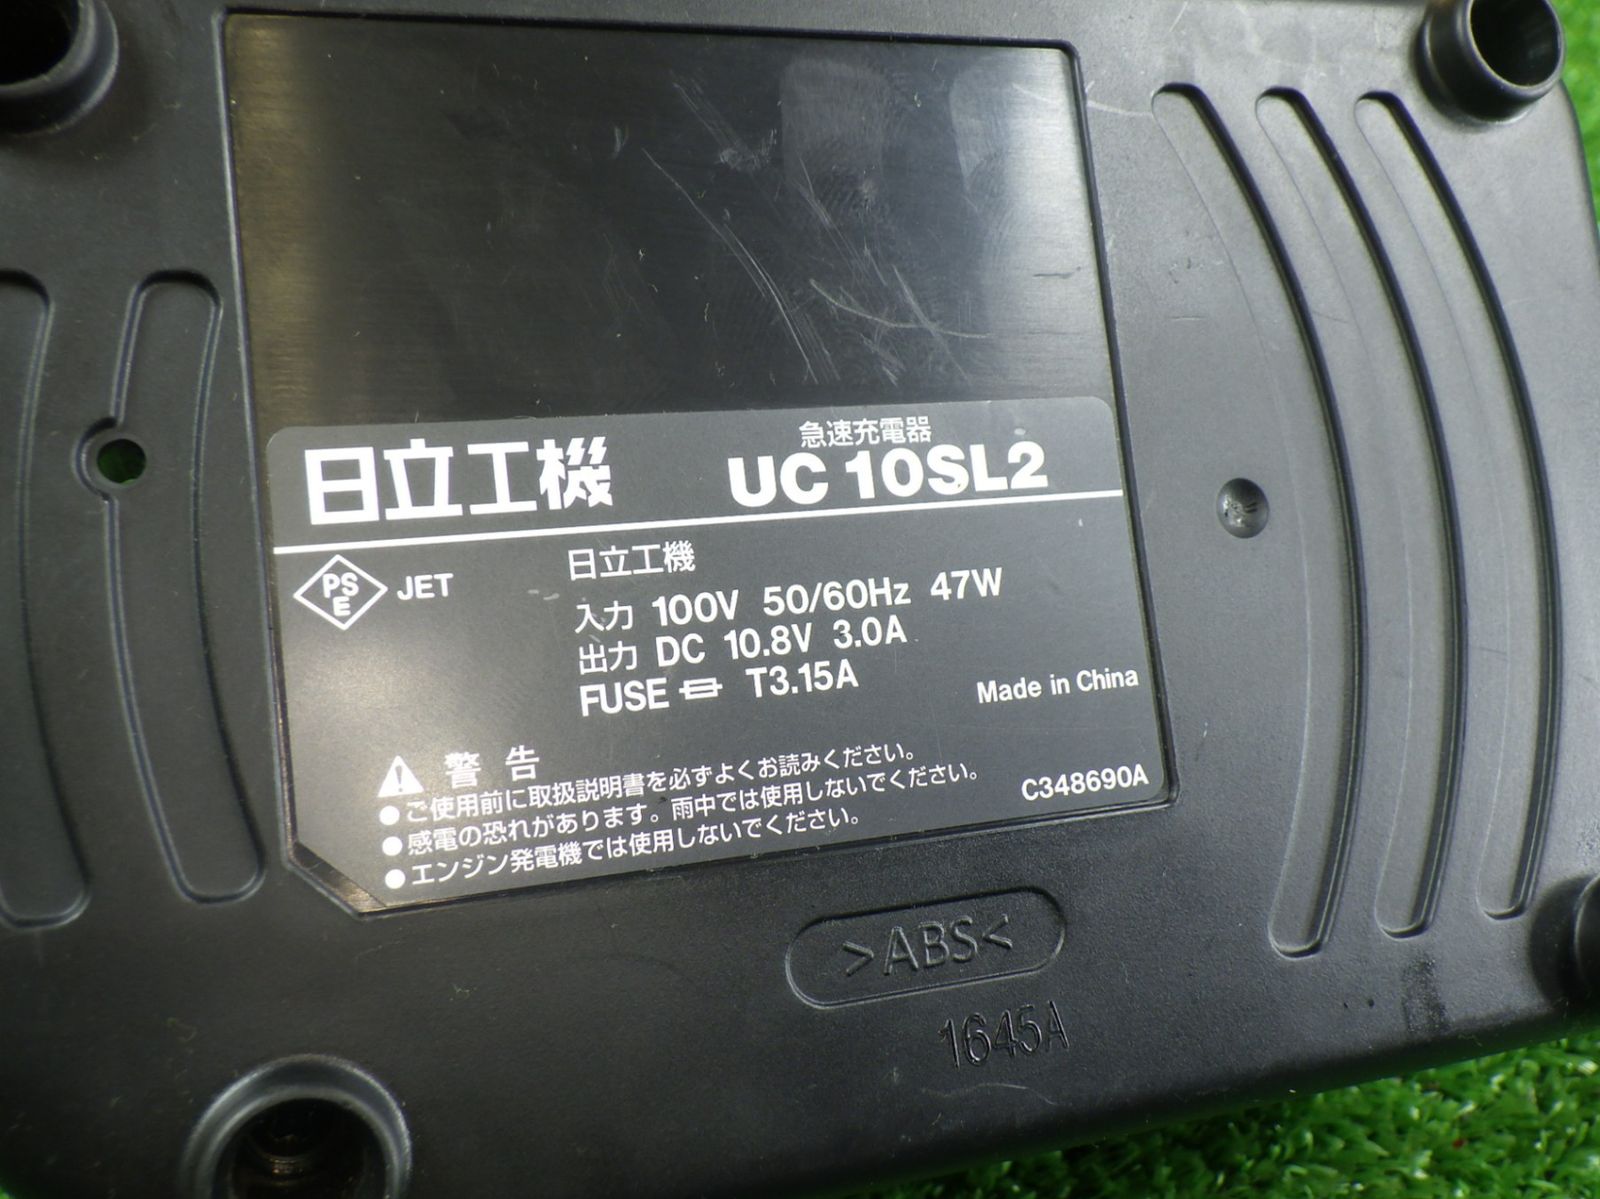 日立工機
急速充電器
UC 10SL2
PS
E
JET
日立工機
入力 100V 50/60Hz 47W
出力 DC 10.8V 3.0A
FUSE T3.15A
Made in China
警告
●ご使用前に取扱説明書を必ずよくお読みください。
●感電の恐れがあります。雨中では使用しないでください。
●エンジン発電機では使用しないでください。
C348690A
>ABS<
1645A